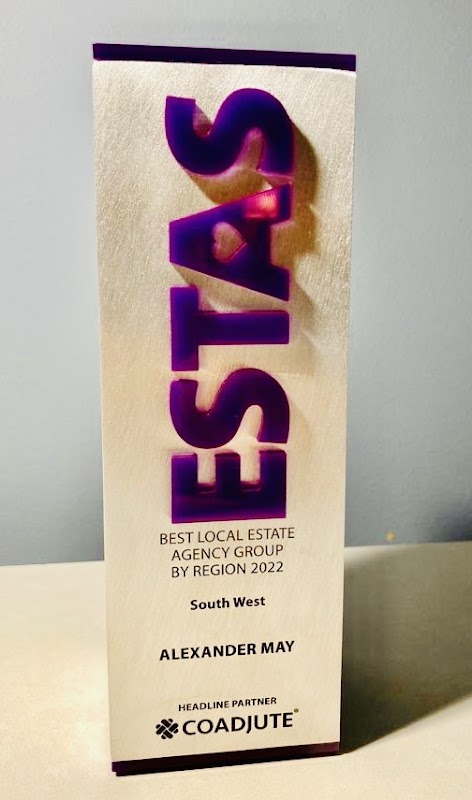 ESTAS
BEST LOCAL ESTATE
AGENCY GROUP
BY REGION 2022
South West
ALEXANDER MAY
HEADLINE PARTNER
COADJUTE®